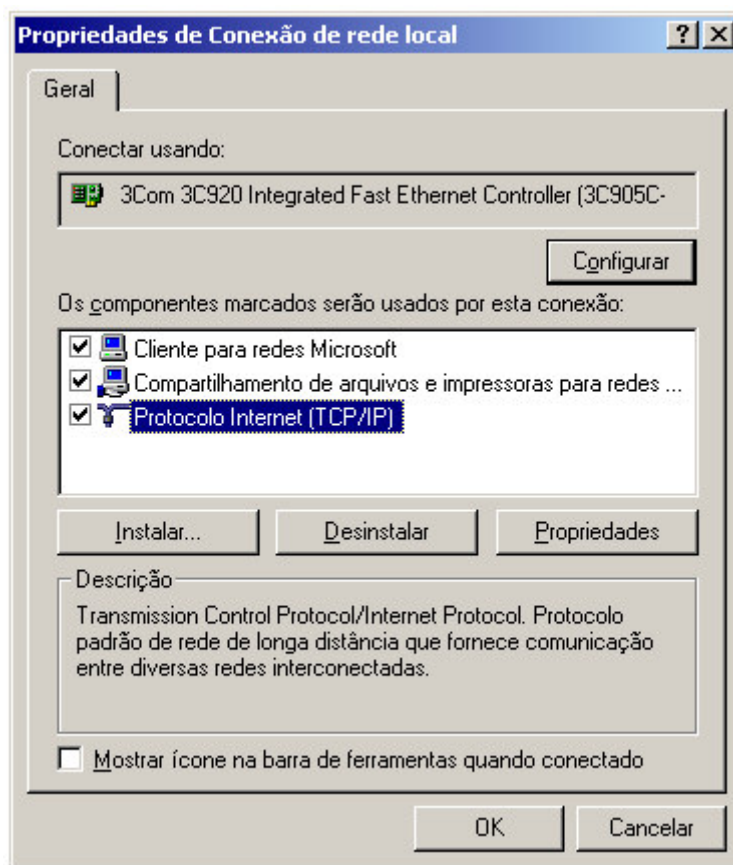 Propriedades de Conexão de rede local
Geral
Conectar usando:
3Com 3C920 Integrated Fast Ethernet Controller (3C905C-
Configurar
Os componentes marcados serão usados por esta conexão:
Cliente para redes Microsoft
Compartilhamento de arquivos e impressoras para redes ...
Protocolo Internet (TCP/IP)
Instalar...
Desinstalar
Propriedades
Descrição
Transmission Control Protocol/Internet Protocol. Protocolo
padrão de rede de longa distância que fornece comunicação
entre diversas redes interconectadas.
Mostrar ícone na barra de ferramentas quando conectado
OK
Cancelar